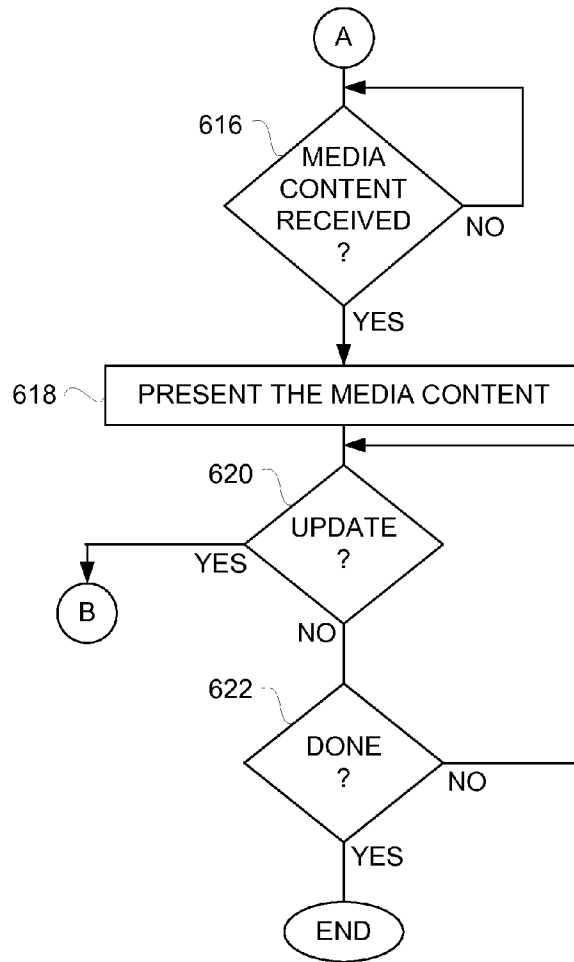 A
616
MEDIA
CONTENT
RECEIVED
?
NO
YES
618
PRESENT THE MEDIA CONTENT
620
UPDATE
?
YES
B
NO
622
DONE
?
NO
YES
END